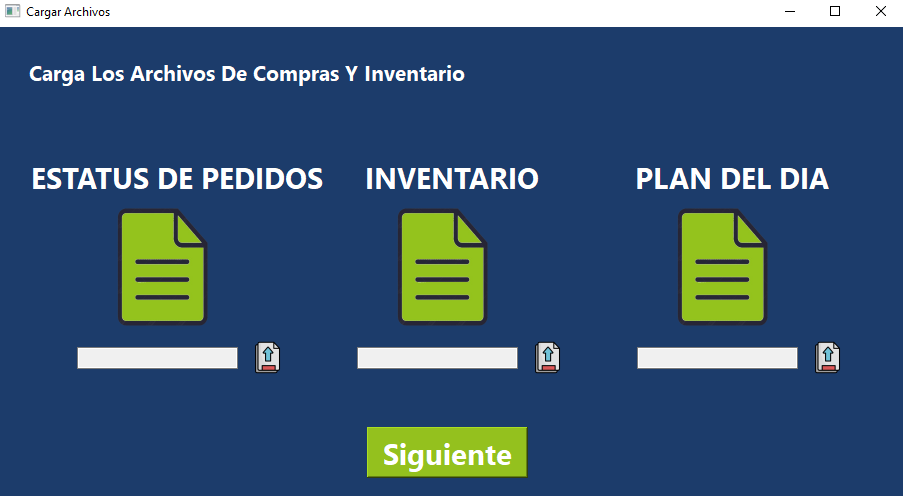 Cargar Archivos
Carga Los Archivos De Compras Y Inventario
ESTATUS DE PEDIDOS
INVENTARIO
PLAN DEL DIA
Siguiente